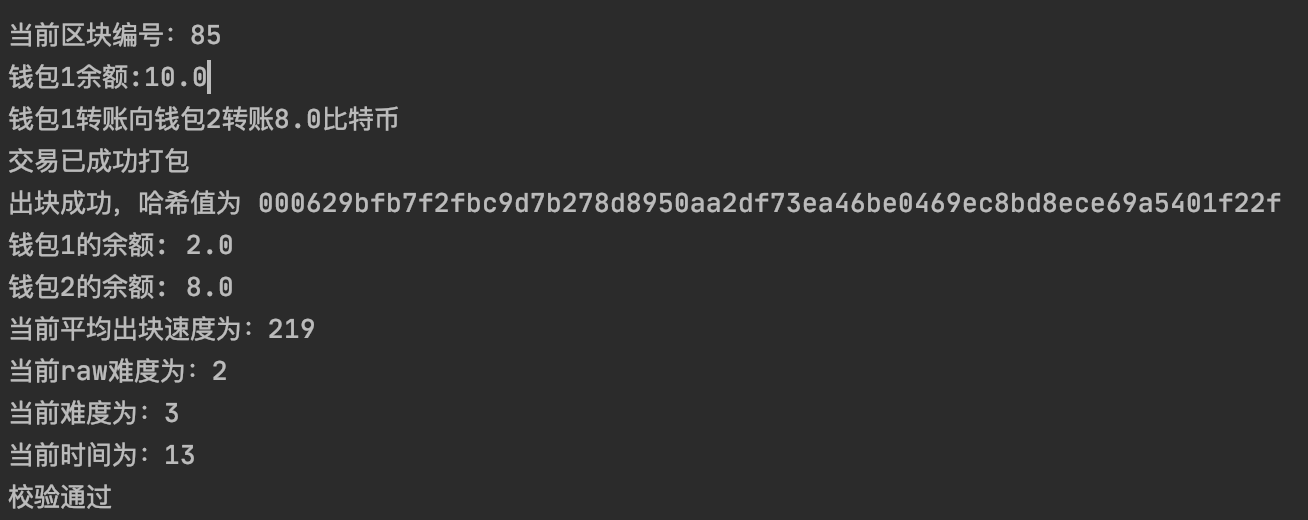 当前区块编号：85
钱包1余额:10.0
钱包1转账向钱包2转账8.0比特币
交易已成功打包
出块成功，哈希值为 000629bfb7f2fbc9d7b278d8950aa2df73ea46be0469ec8bd8ece69a5401f22f
钱包1的余额: 2.0
钱包2的余额: 8.0
当前平均出块速度为：219
当前raw难度为：2
当前难度为：3
当前时间为：13
校验通过